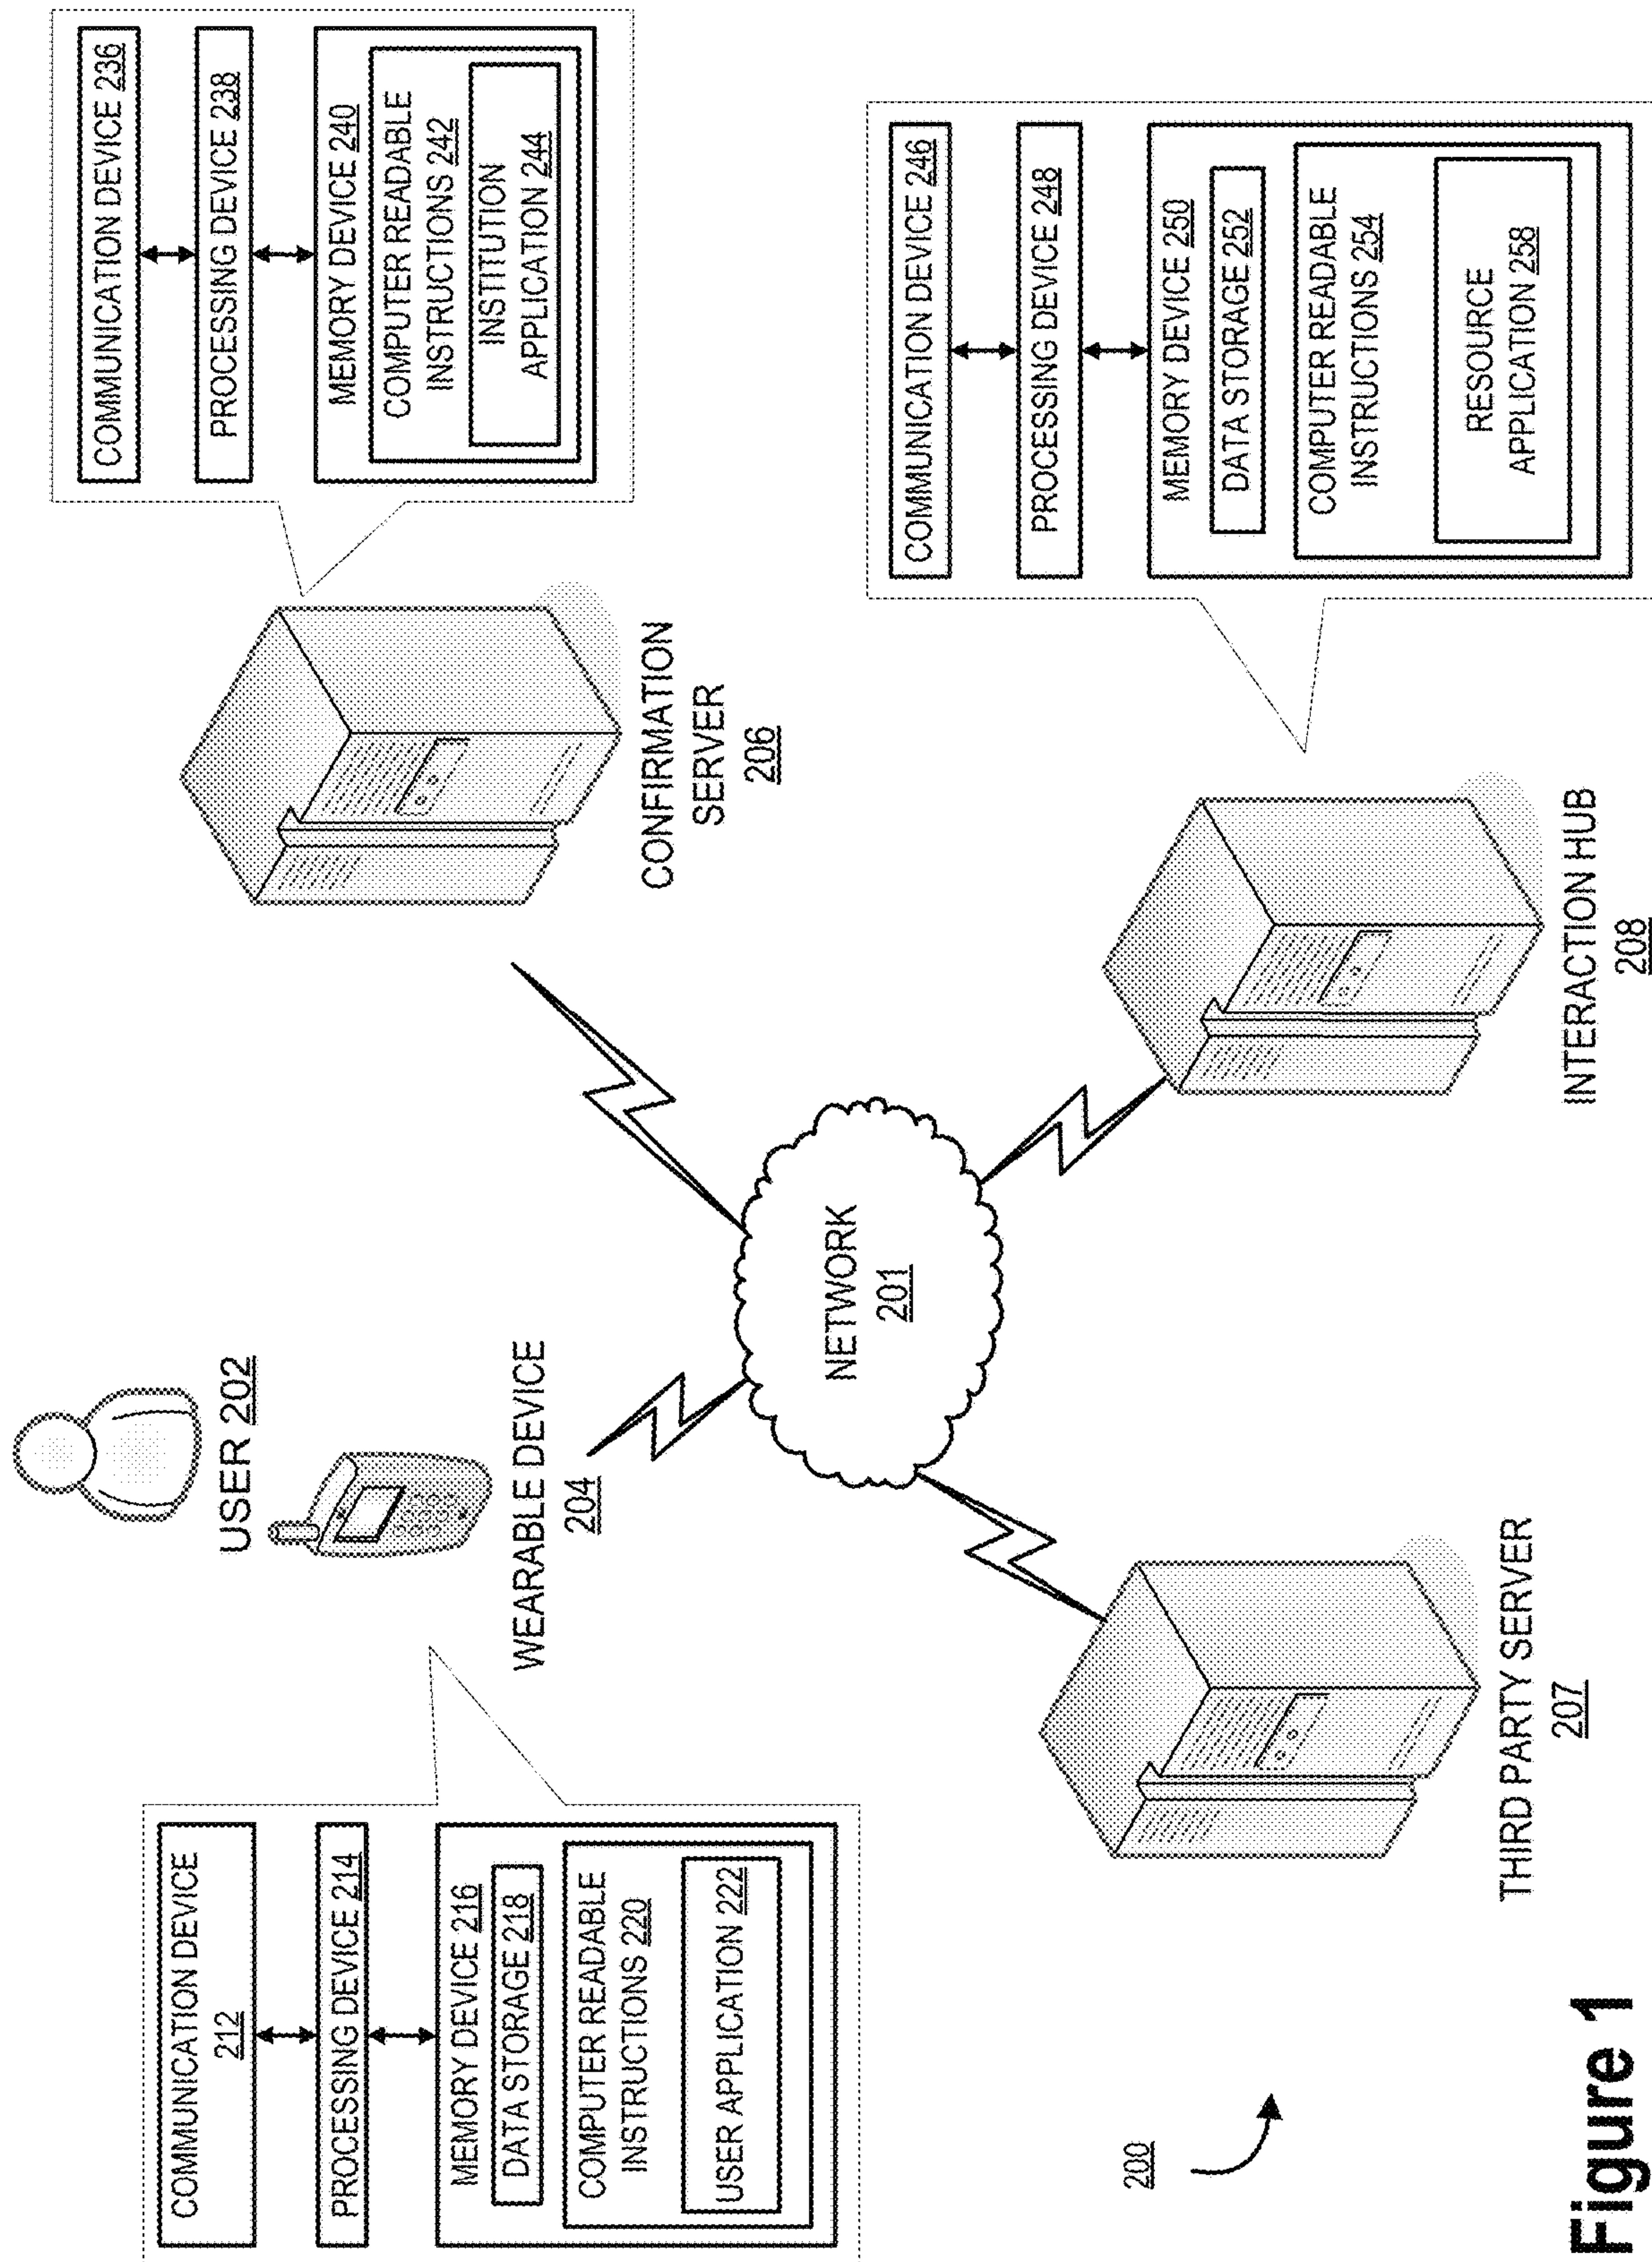 COMMUNICATION DEVICE
212
PROCESSING DEVICE 214
MEMORY DEVICE 216
DATA STORAGE 218
COMPUTER READABLE
INSTRUCTIONS 220
USER APPLICATION 222
USER 202
WEARABLE DEVICE
204
COMMUNICATION DEVICE 236
PROCESSING DEVICE 238
MEMORY DEVICE 240
COMPUTER READABLE
INSTRUCTIONS 242
INSTITUTION
APPLICATION 244
CONFIRMATION
SERVER
206
NETWORK
201
200
THIRD PARTY SERVER
207
INTERACTION HUB
208
COMMUNICATION DEVICE 246
PROCESSING DEVICE 248
MEMORY DEVICE 250
DATA STORAGE 252
COMPUTER READABLE
INSTRUCTIONS 254
RESOURCE
APPLICATION 258
Figure 1